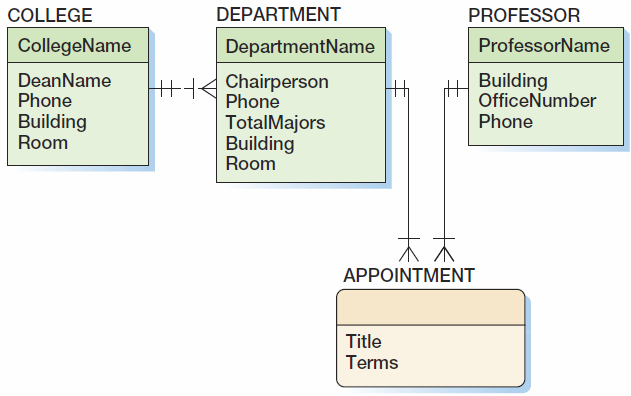 COLLEGE
CollegeName
DeanName
Phone
Building
Room
DEPARTMENT
DepartmentName
Chairperson
Phone
TotalMajors
Building
Room
PROFESSOR
ProfessorName
Building
OfficeNumber
Phone
APPOINTMENT
Title
Terms